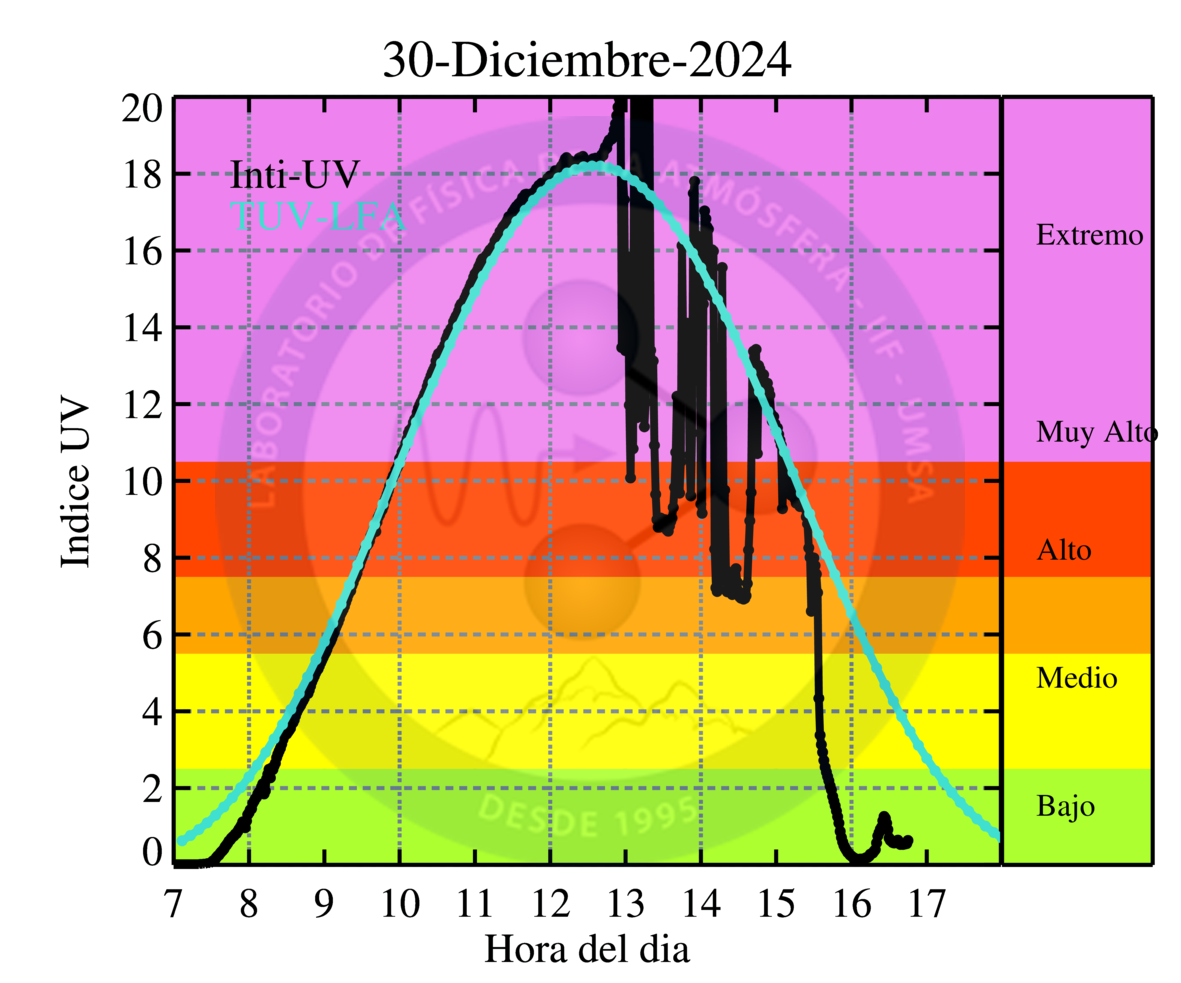 30-Diciembre-2024
Inti-UV
TUV-LFA
Indice UV
20
18
16
14
12
10
8
6
4
2
0
7 8 9 10 11 12 13 14 15 16 17
Hora del dia
Extremo
Muy Alto
Alto
Medio
Bajo
LABORATORIO DE FÍSICA DE LA ATMÓSFERA - IIF - UMSA
DESDE 1995